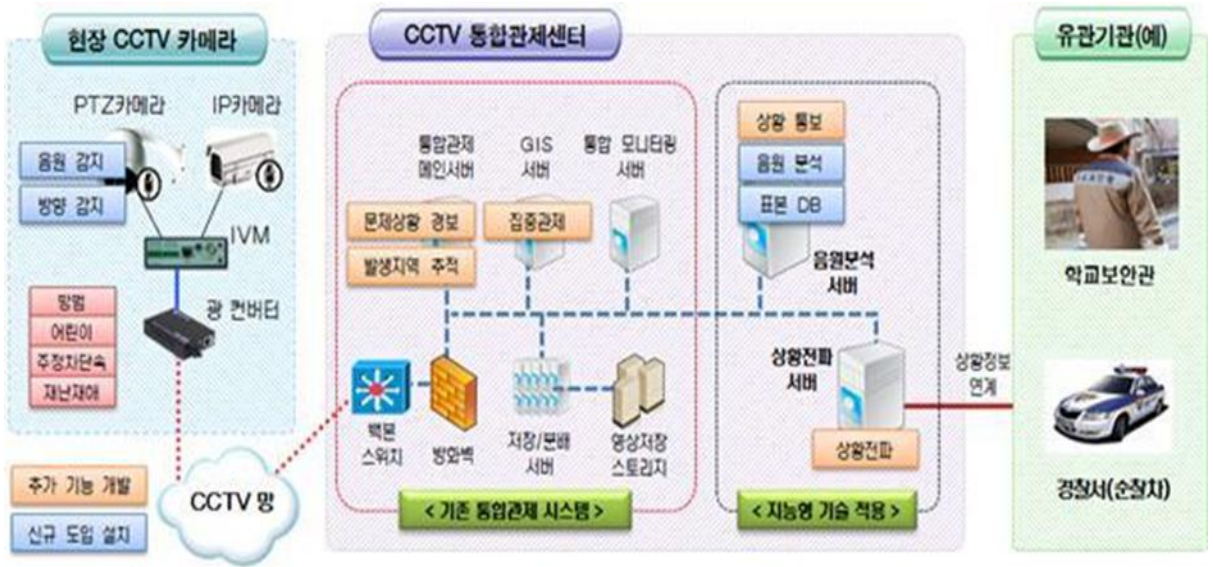 현장 CCTV 카메라
PTZ카메라
IP카메라
음원 감지
방향 감지
IVM
광 컨버터
방범
어린이
주정차단속
재난재해
추가 기능 개발
신규 도입 설치
CCTV 망
CCTV 통합관제센터
통합관제
메인서버
GIS
서버
통합 모니터링
서버
문제상황 경보
발생지역 추적
집중관제
백본
스위치
방화벽
저장/분배
서버
영상저장
스토리지
< 기존 통합관제 시스템 >
상황 통보
음원 분석
표본 DB
음원분석
서버
상황전파
서버
상황전파
< 지능형 기술 적용 >
상황정보
연계
유관기관(예)
학교보안관
경찰서(순찰차)